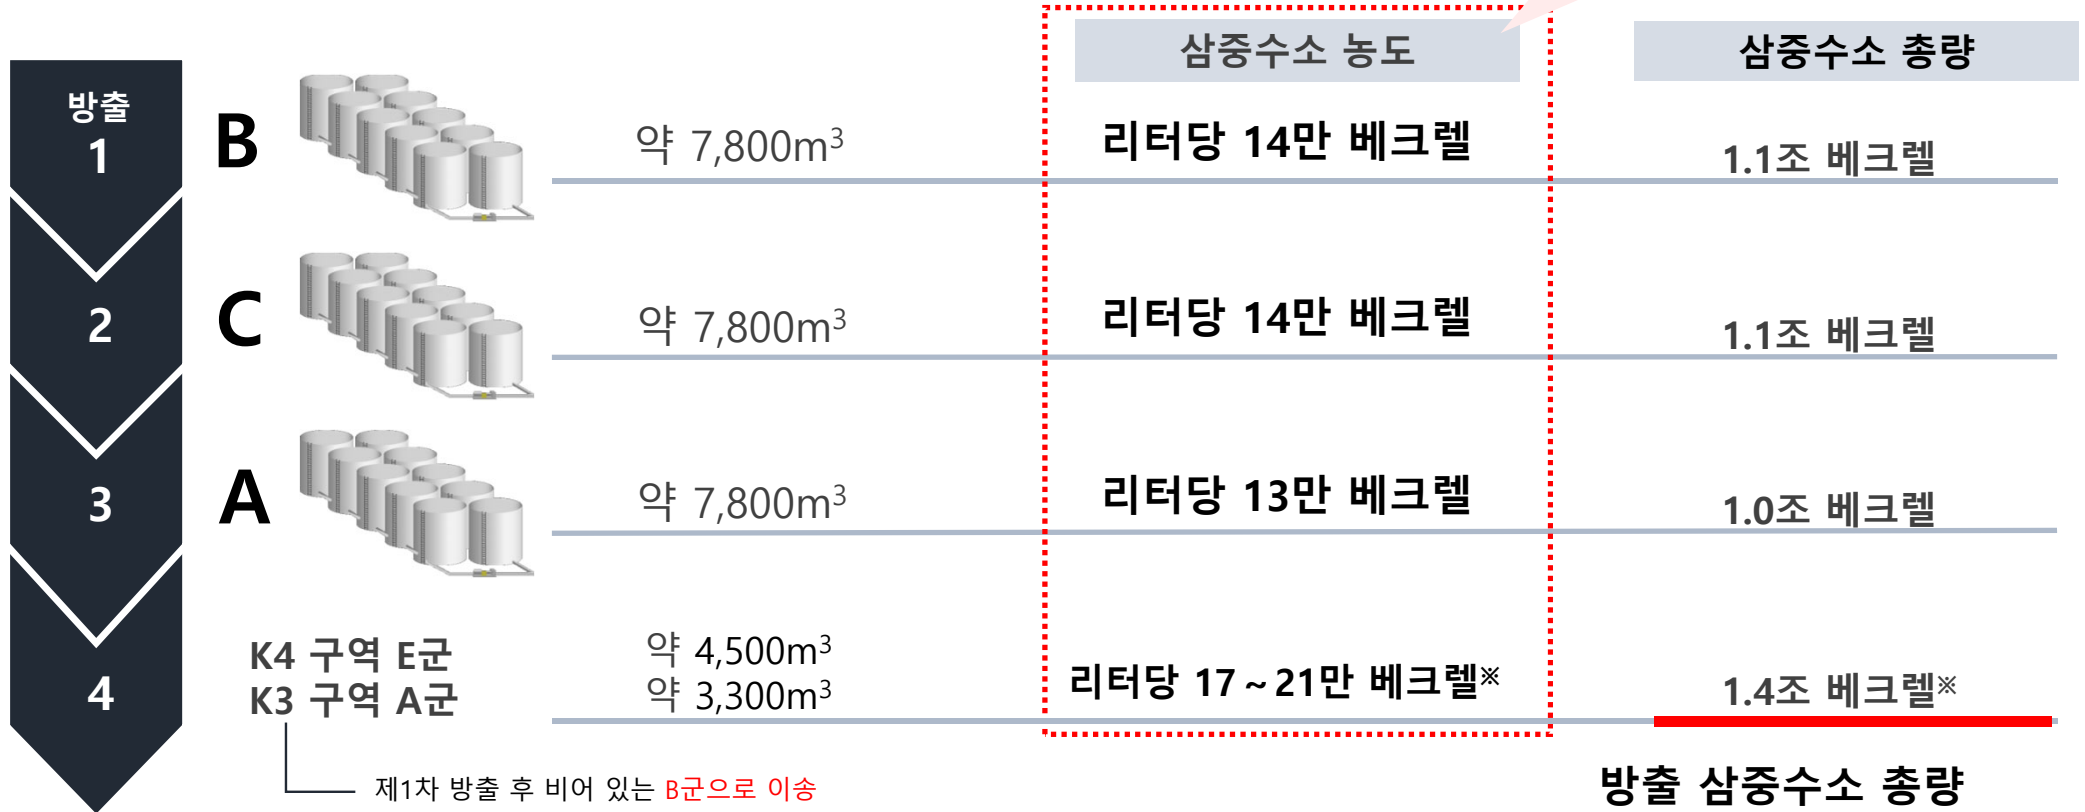 삼중수소 농도
삼중수소 총량
방출
1
B
약 7,800m³
리터당 14만 베크렐
1.1조 베크렐
2
C
약 7,800m³
리터당 14만 베크렐
1.1조 베크렐
3
A
약 7,800m³
리터당 13만 베크렐
1.0조 베크렐
4
K4 구역 E군
K3 구역 A군
약 4,500m³
약 3,300m³
리터당 17~21만 베크렐※
1.4조 베크렐※
제1차 방출 후 비어 있는 B군으로 이송
방출 삼중수소 총량